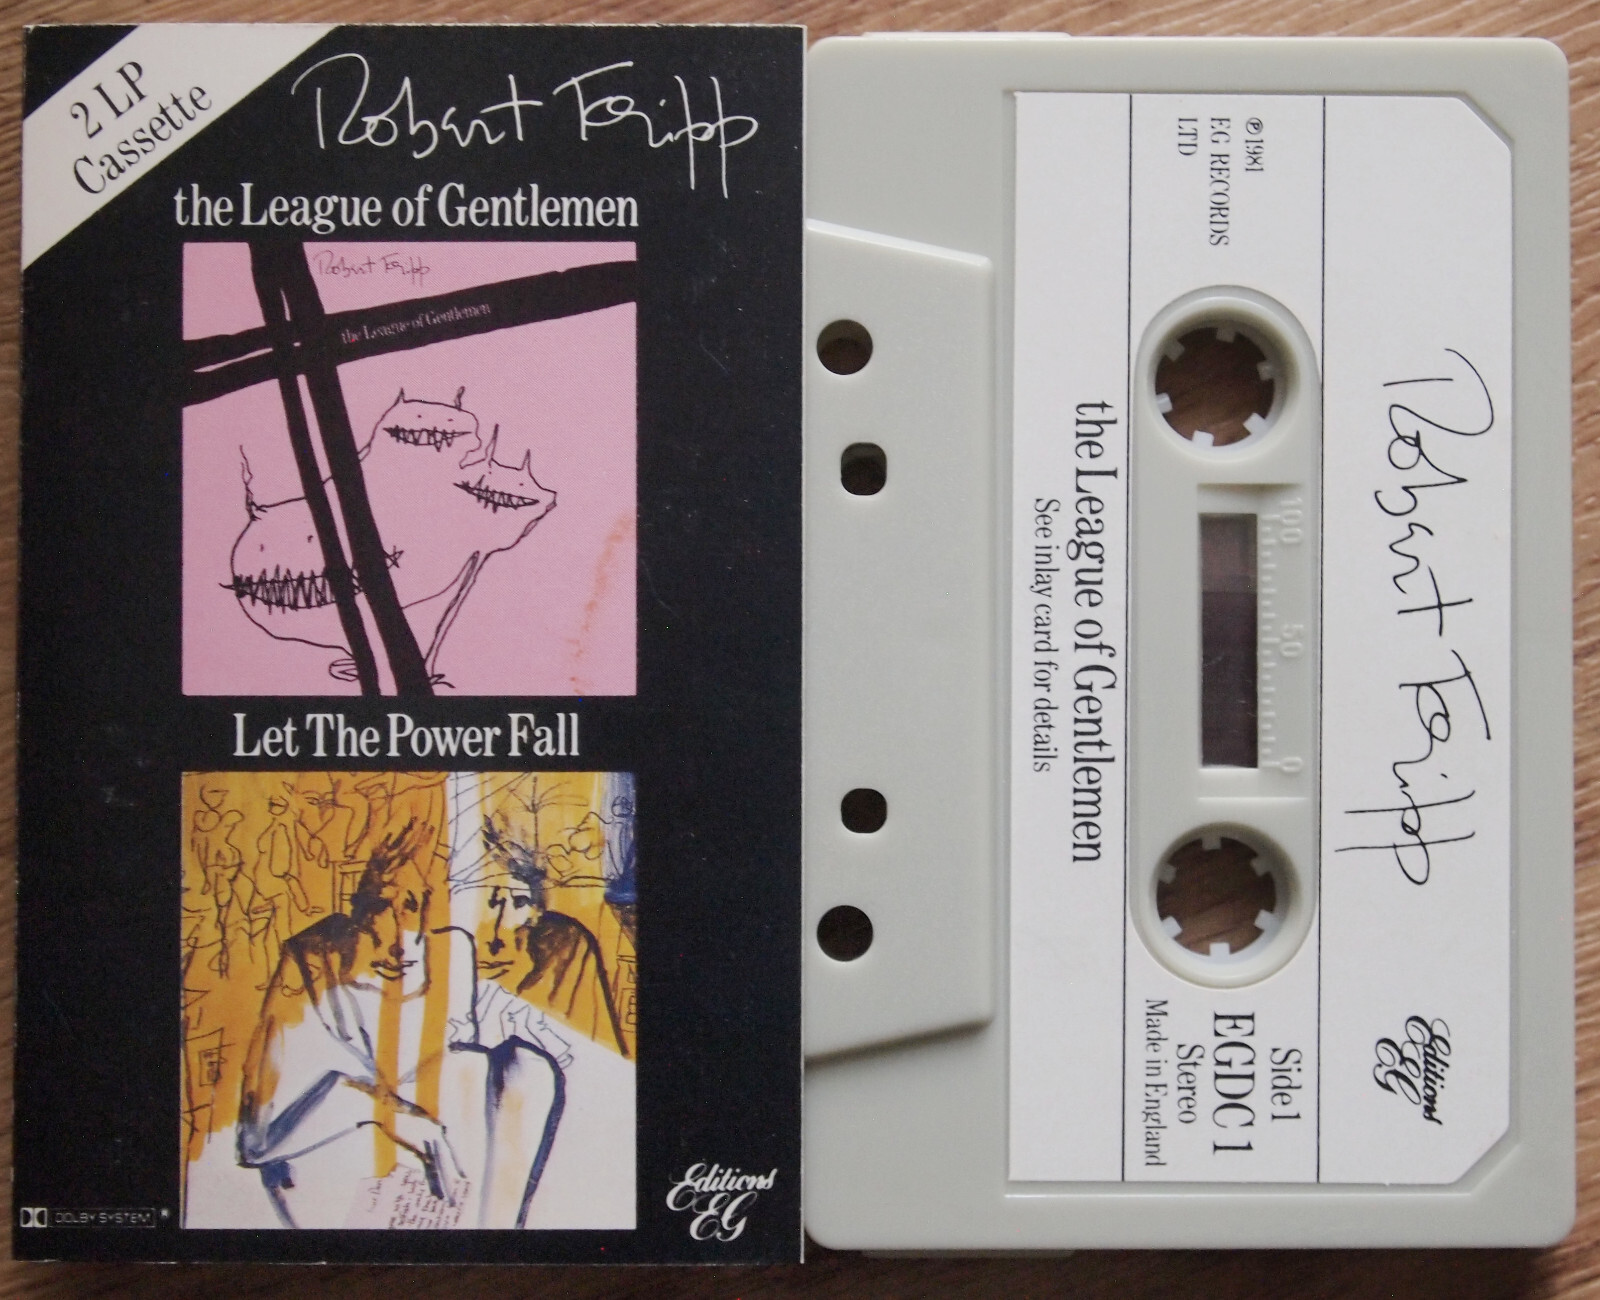 2 LP
Cassette
Robert Fripp
the League of Gentlemen
Robert Fripp
the League of Gentlemen
Let The Power Fall
DOLBY SYSTEM
Editions
EG
℗ 1981
EG RECORDS
LTD
Robert Fripp
the League of Gentlemen
See inlay card for details
100
50
0
Side 1
EGDC 1
Stereo
Made in England
Editions
EG